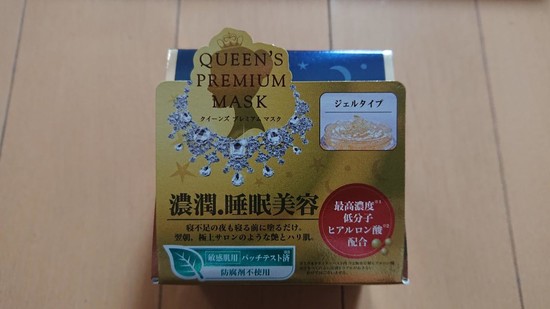 QUEEN'S
PREMIUM
MASK
クイーンズ プレミアム マスク
ジェルタイプ
濃潤。睡眠美容
寝不足の夜も寝る前に塗るだけ。
翌朝、極上サロンのような艶とハリ肌。
最高濃度※1
低分子
ヒアルロン酸
配合
敏感肌用 パッチテスト済
防腐剤不使用